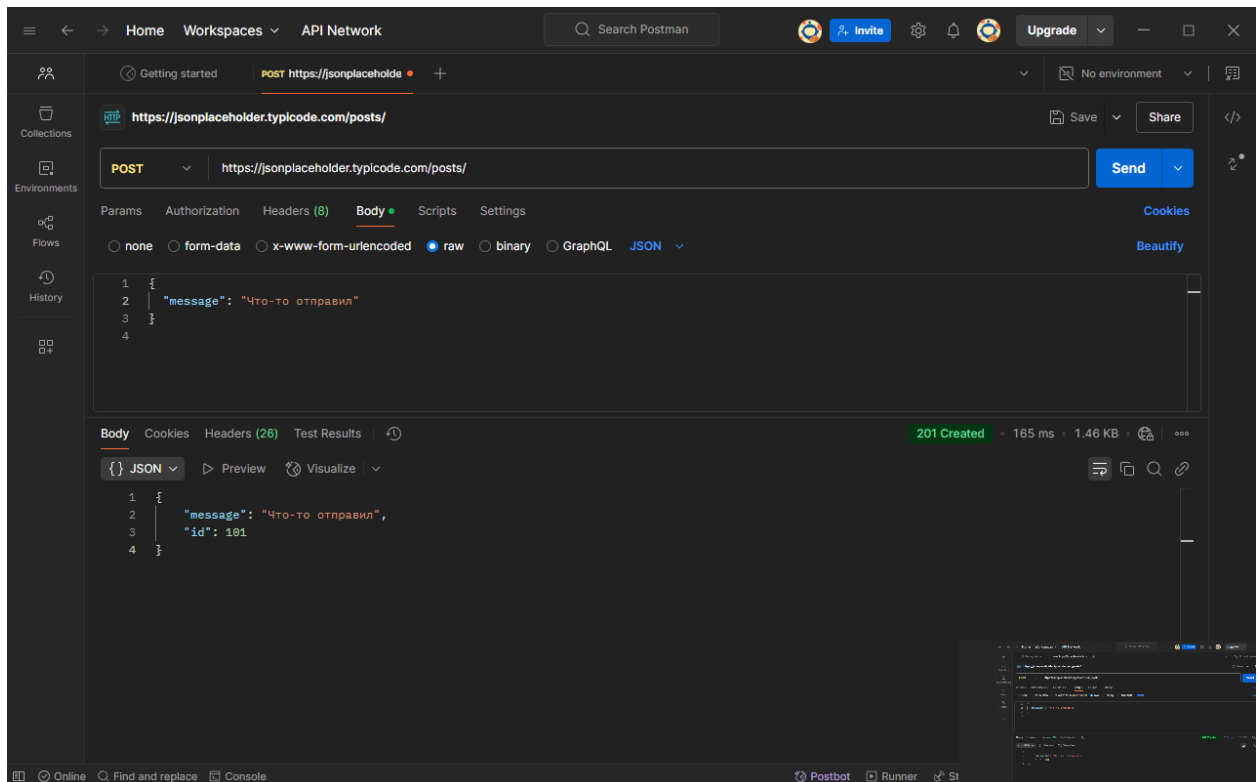 Home Workspaces API Network Search Postman Invite Upgrade
Getting started POST https://jsonplaceholde No environment
HTTP https://jsonplaceholder.typicode.com/posts/ Save Share
Collections
POST https://jsonplaceholder.typicode.com/posts/ Send
Environments
Params Authorization Headers (8) Body Scripts Settings Cookies
Flows
none form-data x-www-form-urlencoded raw binary GraphQL JSON Beautify
History
1 {
2 "message": "Что-то отправил"
3 }
4
Body Cookies Headers (26) Test Results 201 Created 165 ms 1.46 KB
{} JSON Preview Visualize
1 {
2 "message": "Что-то отправил",
3 "id": 101
4 }
Online Find and replace Console Postbot Runner St